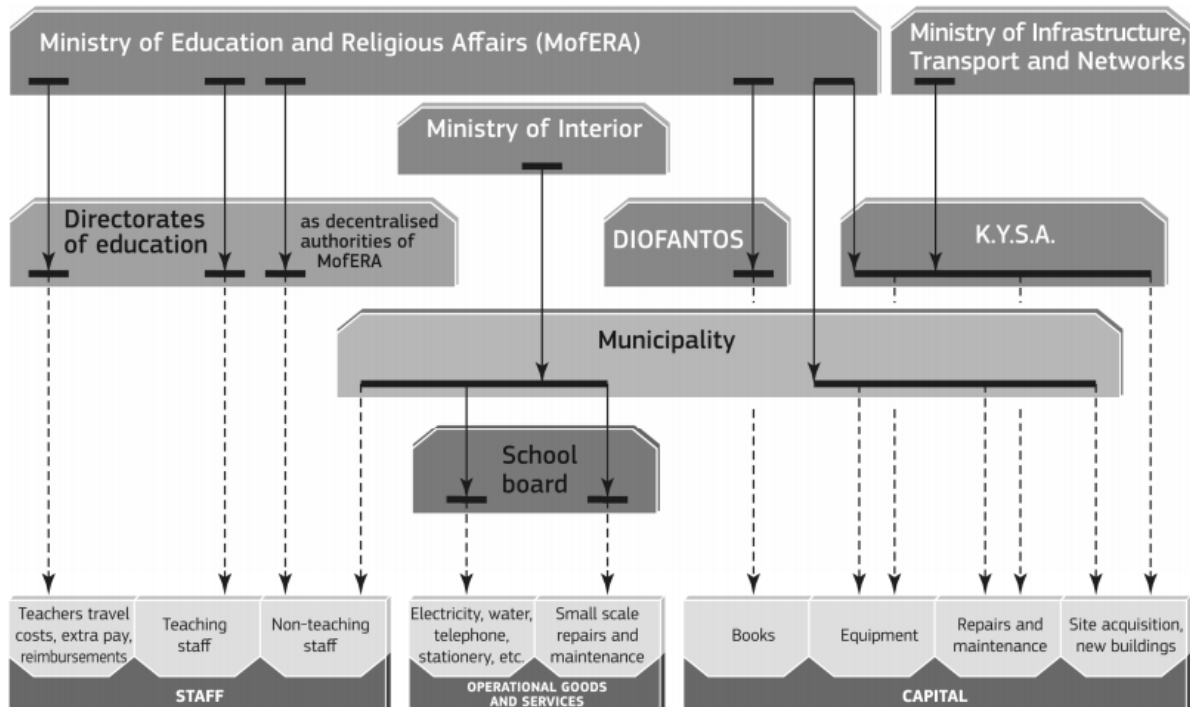 Ministry of Education and Religious Affairs (MofERA)
Ministry of Infrastructure,
Transport and Networks
Ministry of Interior
Directorates
of education
as decentralised
authorities of
MofERA
DIOFANTOS
K.Y.S.A.
Municipality
School
board
Teachers travel
costs, extra pay,
reimbursements
Teaching
staff
Non-teaching
staff
Electricity, water,
telephone,
stationery, etc.
Small scale
repairs and
maintenance
Books
Equipment
Repairs and
maintenance
Site acquisition,
new buildings
STAFF
OPERATIONAL GOODS
AND SERVICES
CAPITAL